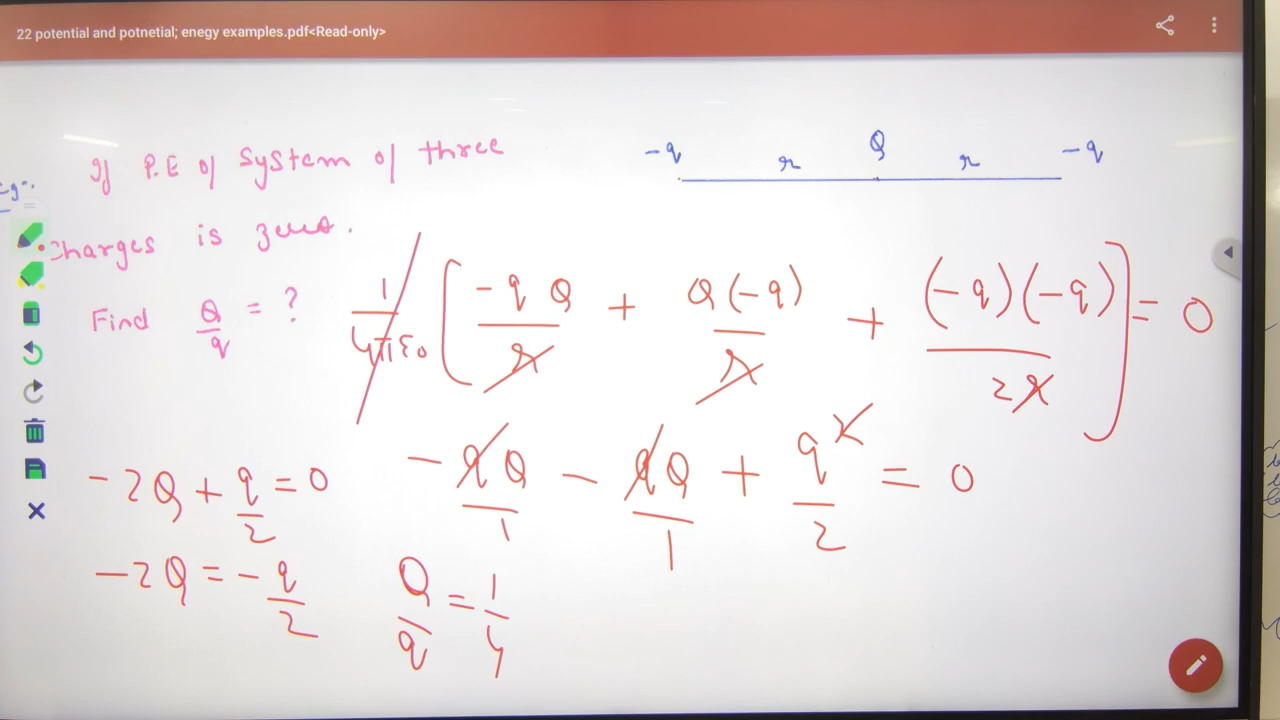 22 potential and potnetial; enegy examples.pdf<Read-only>
If P.E of system of three
charges is zero.
Find Q/q = ?
-q r Q r -q
1/4πε₀ [ -qQ/r + Q(-q)/r + (-q)(-q)/2r ] = 0
-qQ/1 - qQ/1 + q²/2 = 0
-2Q + q/2 = 0
-2Q = -q/2
Q/q = 1/4